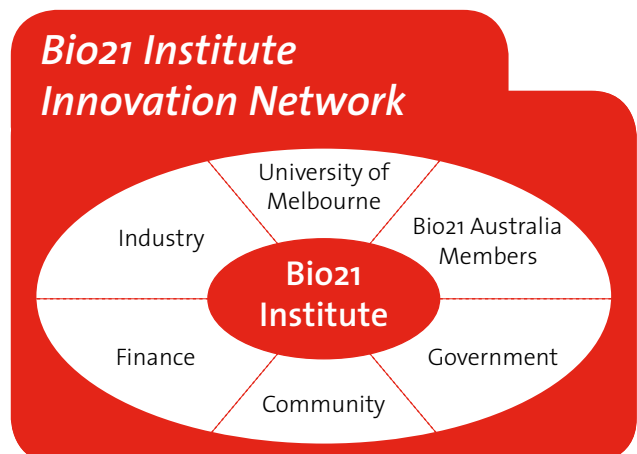 Bio21 Institute
Innovation Network
University of
Melbourne
Industry
Bio21 Australia
Members
Bio21
Institute
Finance
Government
Community